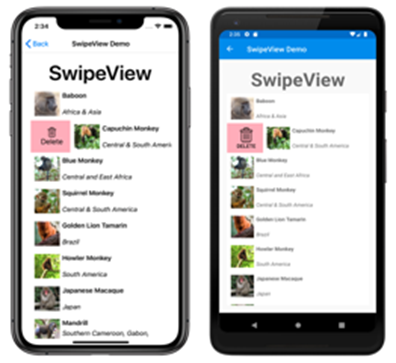 2:34
Back
SwipeView Demo
SwipeView
Baboon
Africa & Asia
Delete
Capuchin Monkey
Central & South Ameri
Blue Monkey
Central and East Africa
Squirrel Monkey
Central & South America
Golden Lion Tamarin
Brazil
Howler Monkey
South America
Japanese Macaque
Japan
Mandrill
Southern Cameroon, Gabon,
SwipeView Demo
SwipeView
Baboon
Africa & Asia
DELETE
Capuchin Monkey
Central & South America
Blue Monkey
Central and East Africa
Squirrel Monkey
Central & South America
Golden Lion Tamarin
Brazil
Howler Monkey
South America
Japanese Macaque
Japan